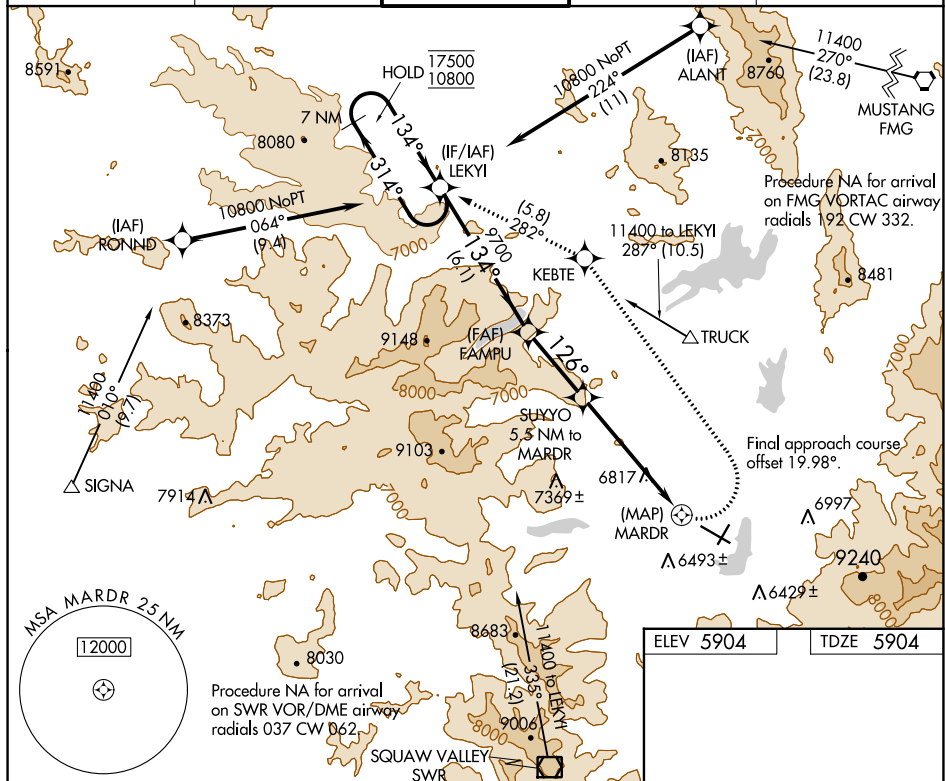 8591
HOLD 17500
10800
7 NM
134°
314°
8080
(IF/IAF)
LEKYI
10800 NoPT
224°
(11)
(IAF)
ALANT
8760
11400
270°
(23.8)
MUSTANG
FMG
7000
8135
Procedure NA for arrival
on FMG VORTAC airway
radials 192 CW 332.
(IAF)
RONND
10800 NoPT
064°
(9.4)
7000
9700
134°
(6.1)
(5.8)
282°
KEBTE
11400 to LEKYI
287° (10.5)
TRUCK
8481
8373
9148
(FAF)
FAMPU
126°
8000
7000
7000
11400
010°
(9.7)
SIGNA
SUYYO
5.5 NM to
MARDR
9103
7914
7000
7369±
6817
(MAP)
MARDR
Final approach course
offset 19.98°.
6997
6493±
9240
6429±
8000
MSA MARDR 25 NM
12000
8030
Procedure NA for arrival
on SWR VOR/DME airway
radials 037 CW 062.
8683
11400 to LEKYI
335°
(21.2)
9006
8000
SQUAW VALLEY
SWR
ELEV 5904
TDZE 5904